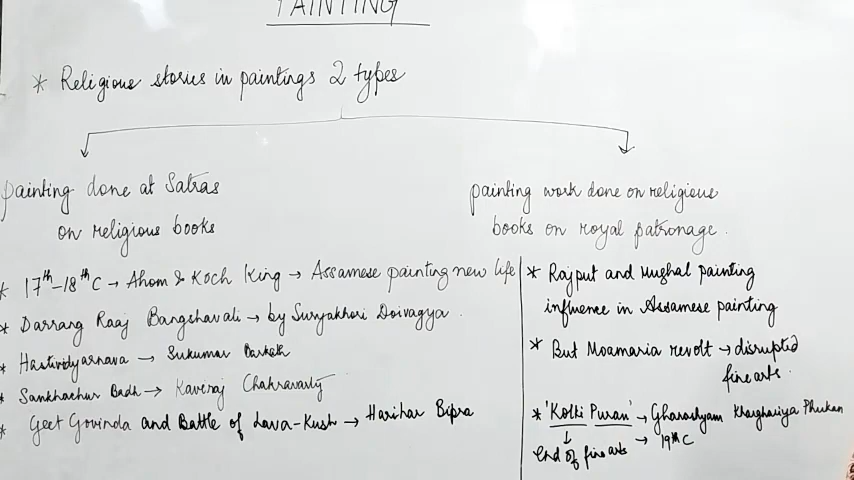 PAINTING
* Religious stories in paintings 2 types
painting done at Satras
on religious books
painting work done on religious
books on royal patronage.
* 17th-18th C → Ahom & Koch King → Assamese painting new life
* Darrang Raaj Bangshavali → by Suryakhori Doivagya.
* Hastividyarnava → Sukumar Barkath
* Sankhachur Badh → Kaviraj Chakravarty
* Geet Govinda and Battle of Lava-Kush → Harihar Bipra
* Rajput and Mughal painting
influence in Assamese painting
* But Moamaria revolt → disrupted
fine arts.
* 'Kolki Puran' → Ghanashyam Kharghariya Phukan
↓ → 19th C
end of fine arts